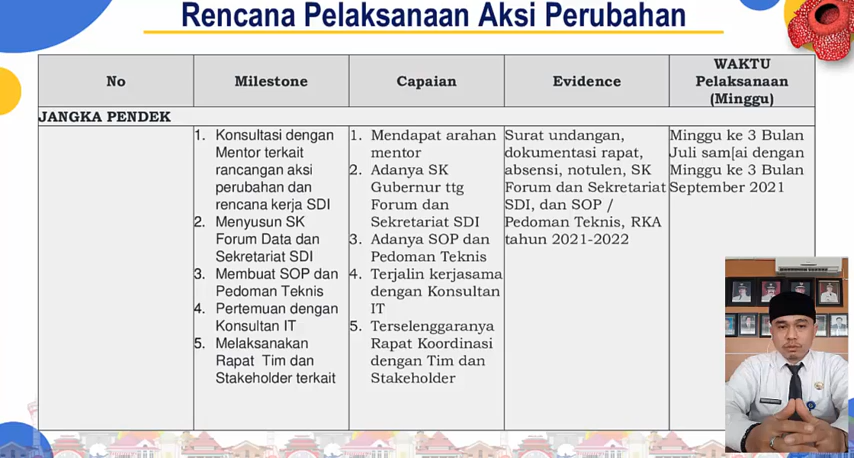 Rencana Pelaksanaan Aksi Perubahan
No
Milestone
Capaian
Evidence
WAKTU
Pelaksanaan
(Minggu)
JANGKA PENDEK
1. Konsultasi dengan
Mentor terkait
rancangan aksi
perubahan dan
rencana kerja SDI
2. Menyusun SK
Forum Data dan
Sekretariat SDI
3. Membuat SOP dan
Pedoman Teknis
4. Pertemuan dengan
Konsultan IT
5. Melaksanakan
Rapat Tim dan
Stakeholder terkait
1. Mendapat arahan
mentor
2. Adanya SK
Gubernur ttg
Forum dan
Sekretariat SDI
3. Adanya SOP dan
Pedoman Teknis
4. Terjalin kerjasama
dengan Konsultan
IT
5. Terselenggaranya
Rapat Koordinasi
dengan Tim dan
Stakeholder
Surat undangan,
dokumentasi rapat,
absensi, notulen, SK
Forum dan Sekretariat
SDI, dan SOP /
Pedoman Teknis, RKA
tahun 2021-2022
Minggu ke 3 Bulan
Juli sam[ai dengan
Minggu ke 3 Bulan
September 2021